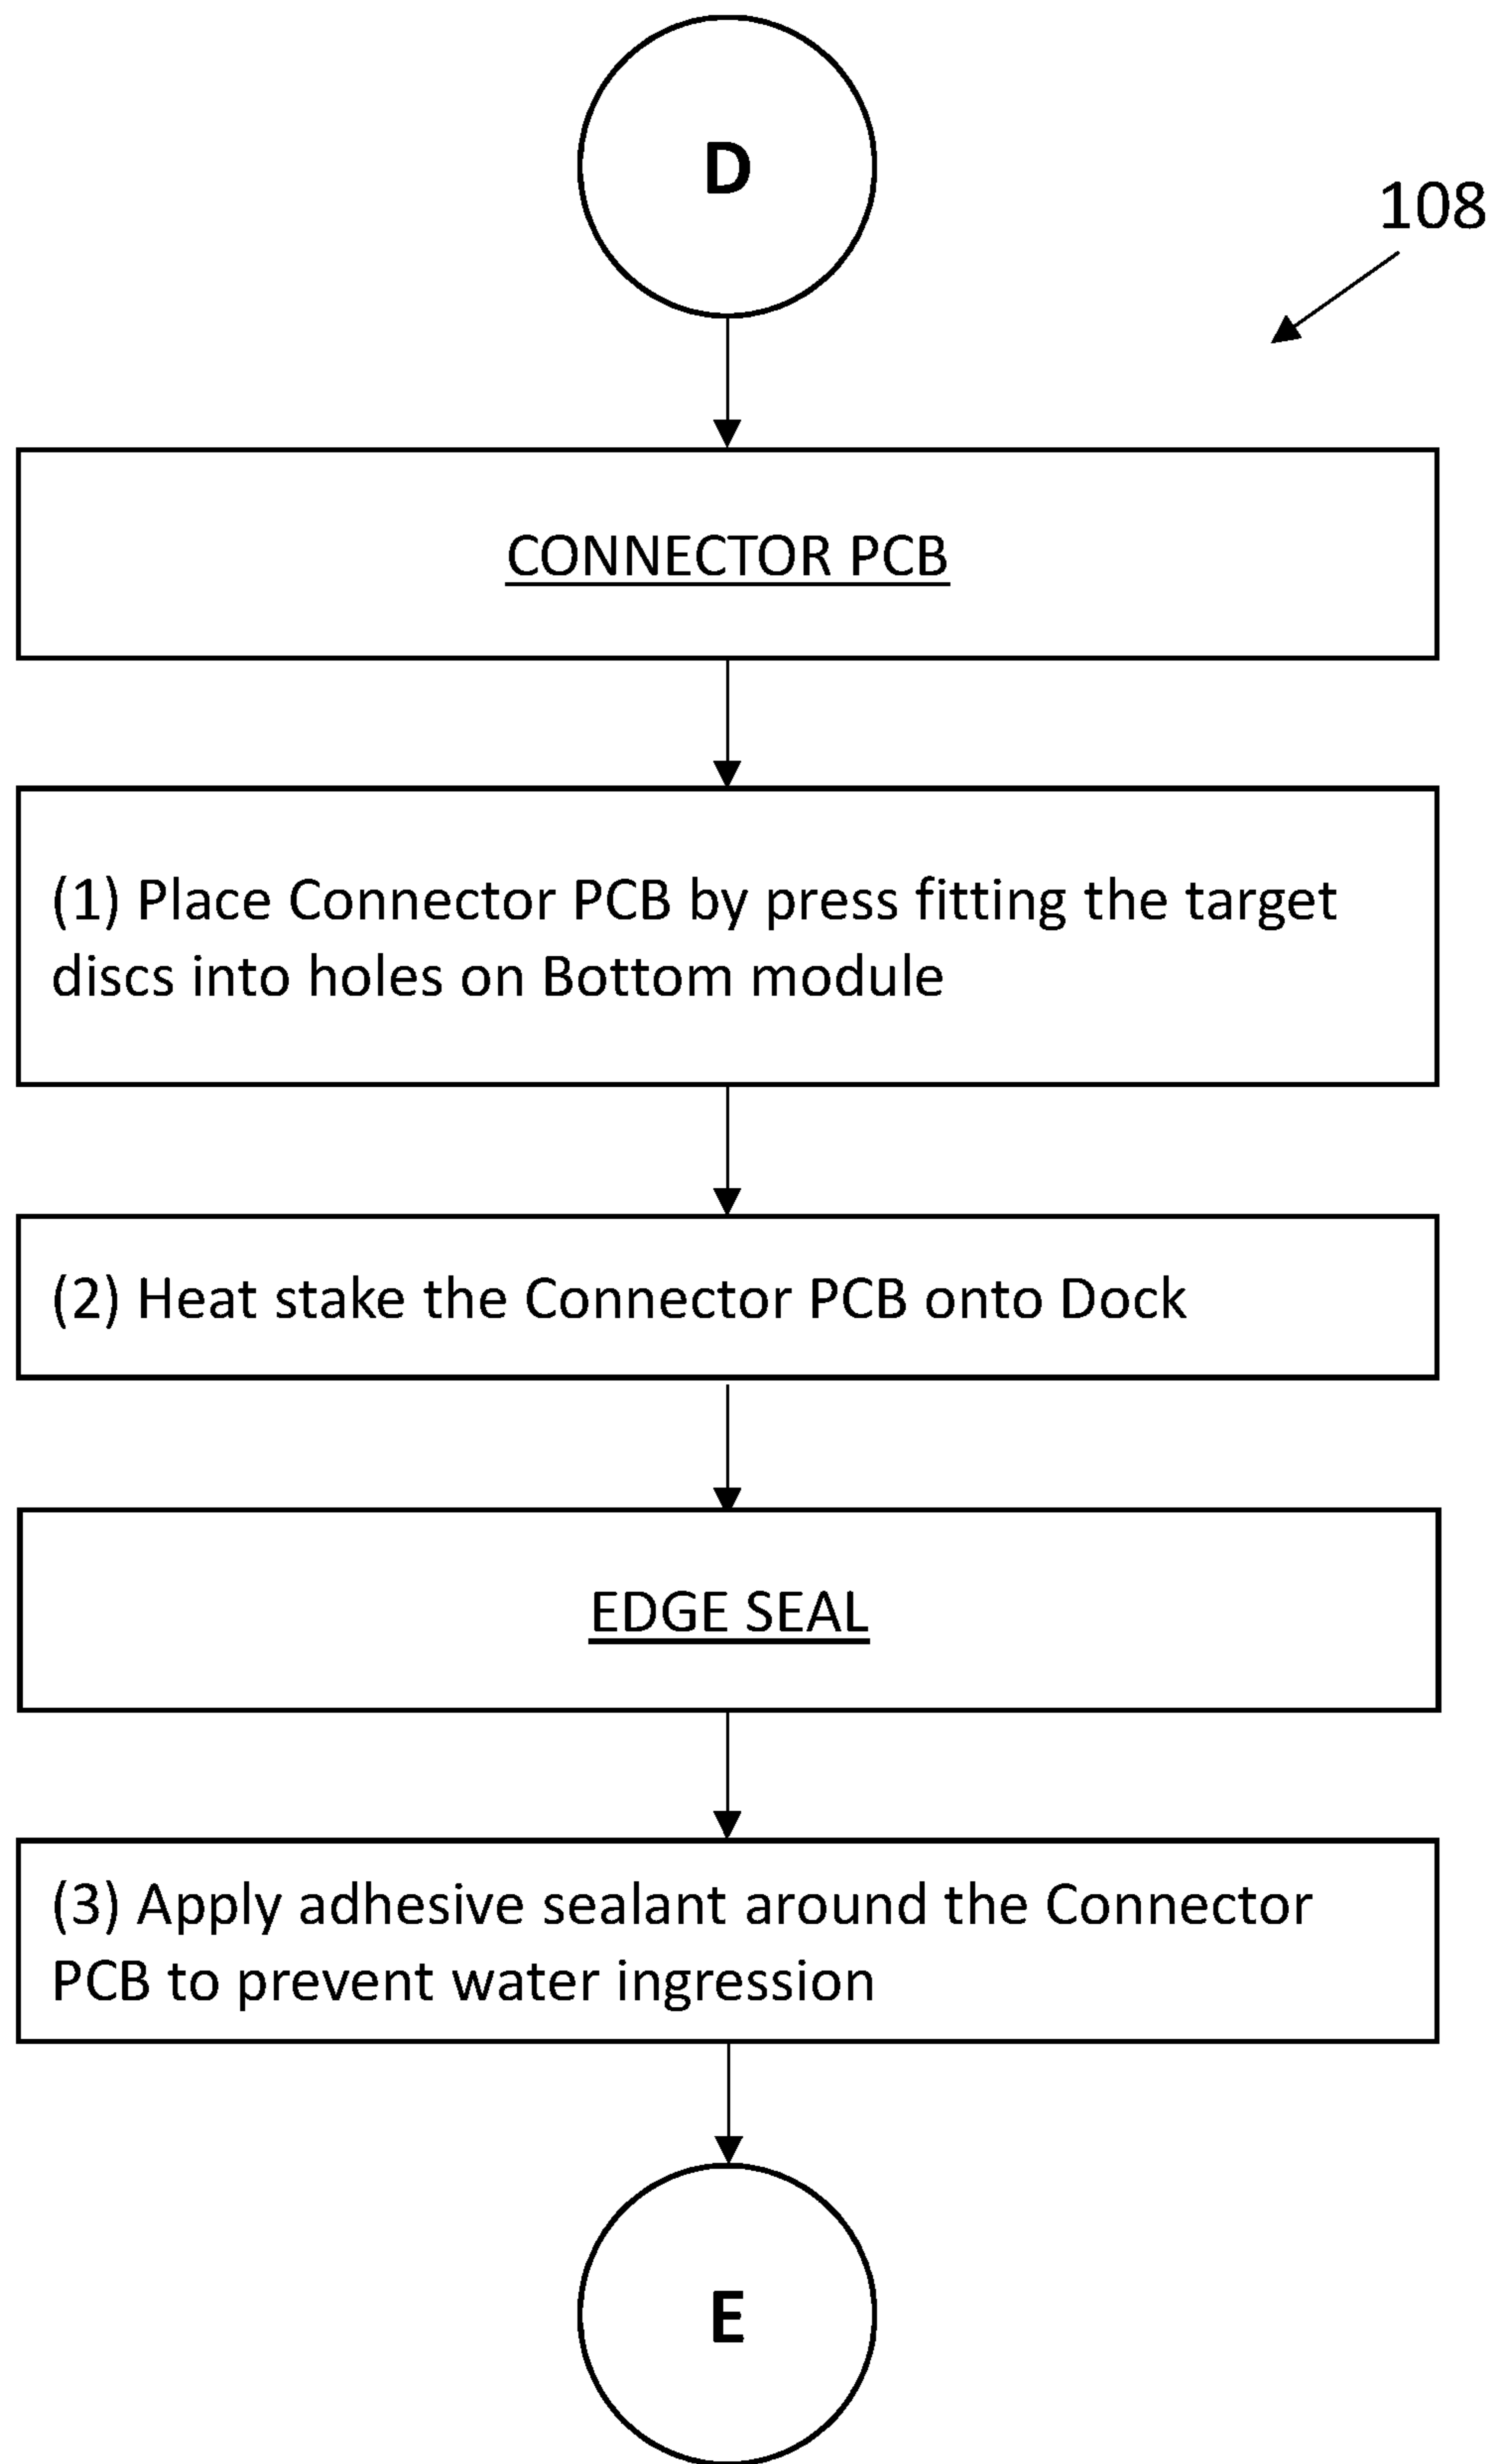 D
108
CONNECTOR PCB
(1) Place Connector PCB by press fitting the target
discs into holes on Bottom module
(2) Heat stake the Connector PCB onto Dock
EDGE SEAL
(3) Apply adhesive sealant around the Connector
PCB to prevent water ingression
E